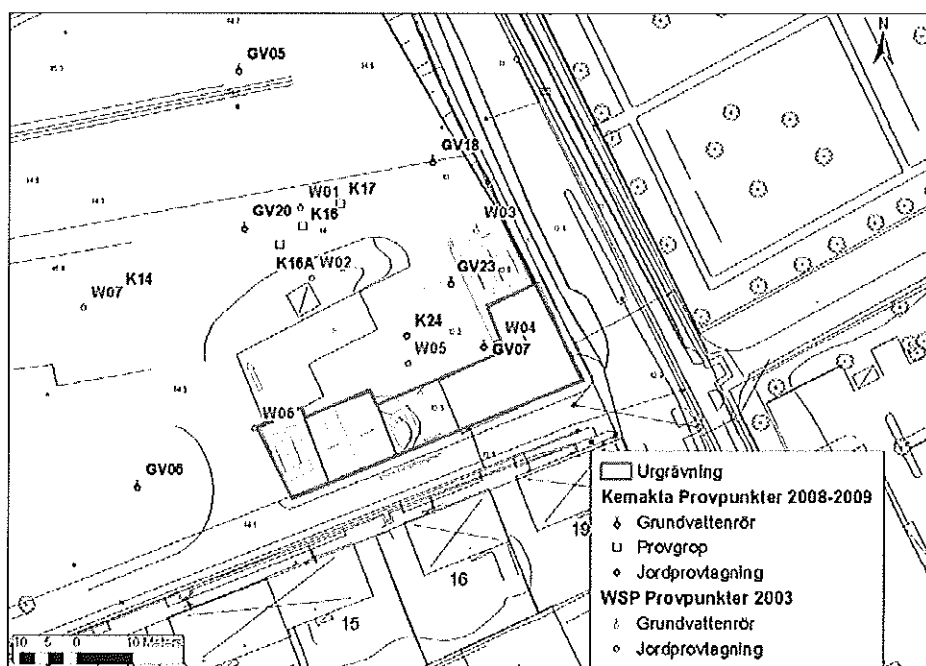 N
GV05
GV18
W01 K17
GV20
K16
W03
K16A
W02
GV23
K14
W07
K24
W04
W05
GV07
W06
GV06
19
16
15
Urgrävning
Kemakta Provpunkter 2008-2009
Grundvattenrör
Provgrop
Jordprovtagning
WSP Provpunkter 2003
Grundvattenrör
Jordprovtagning
10 5 0 10 Meters